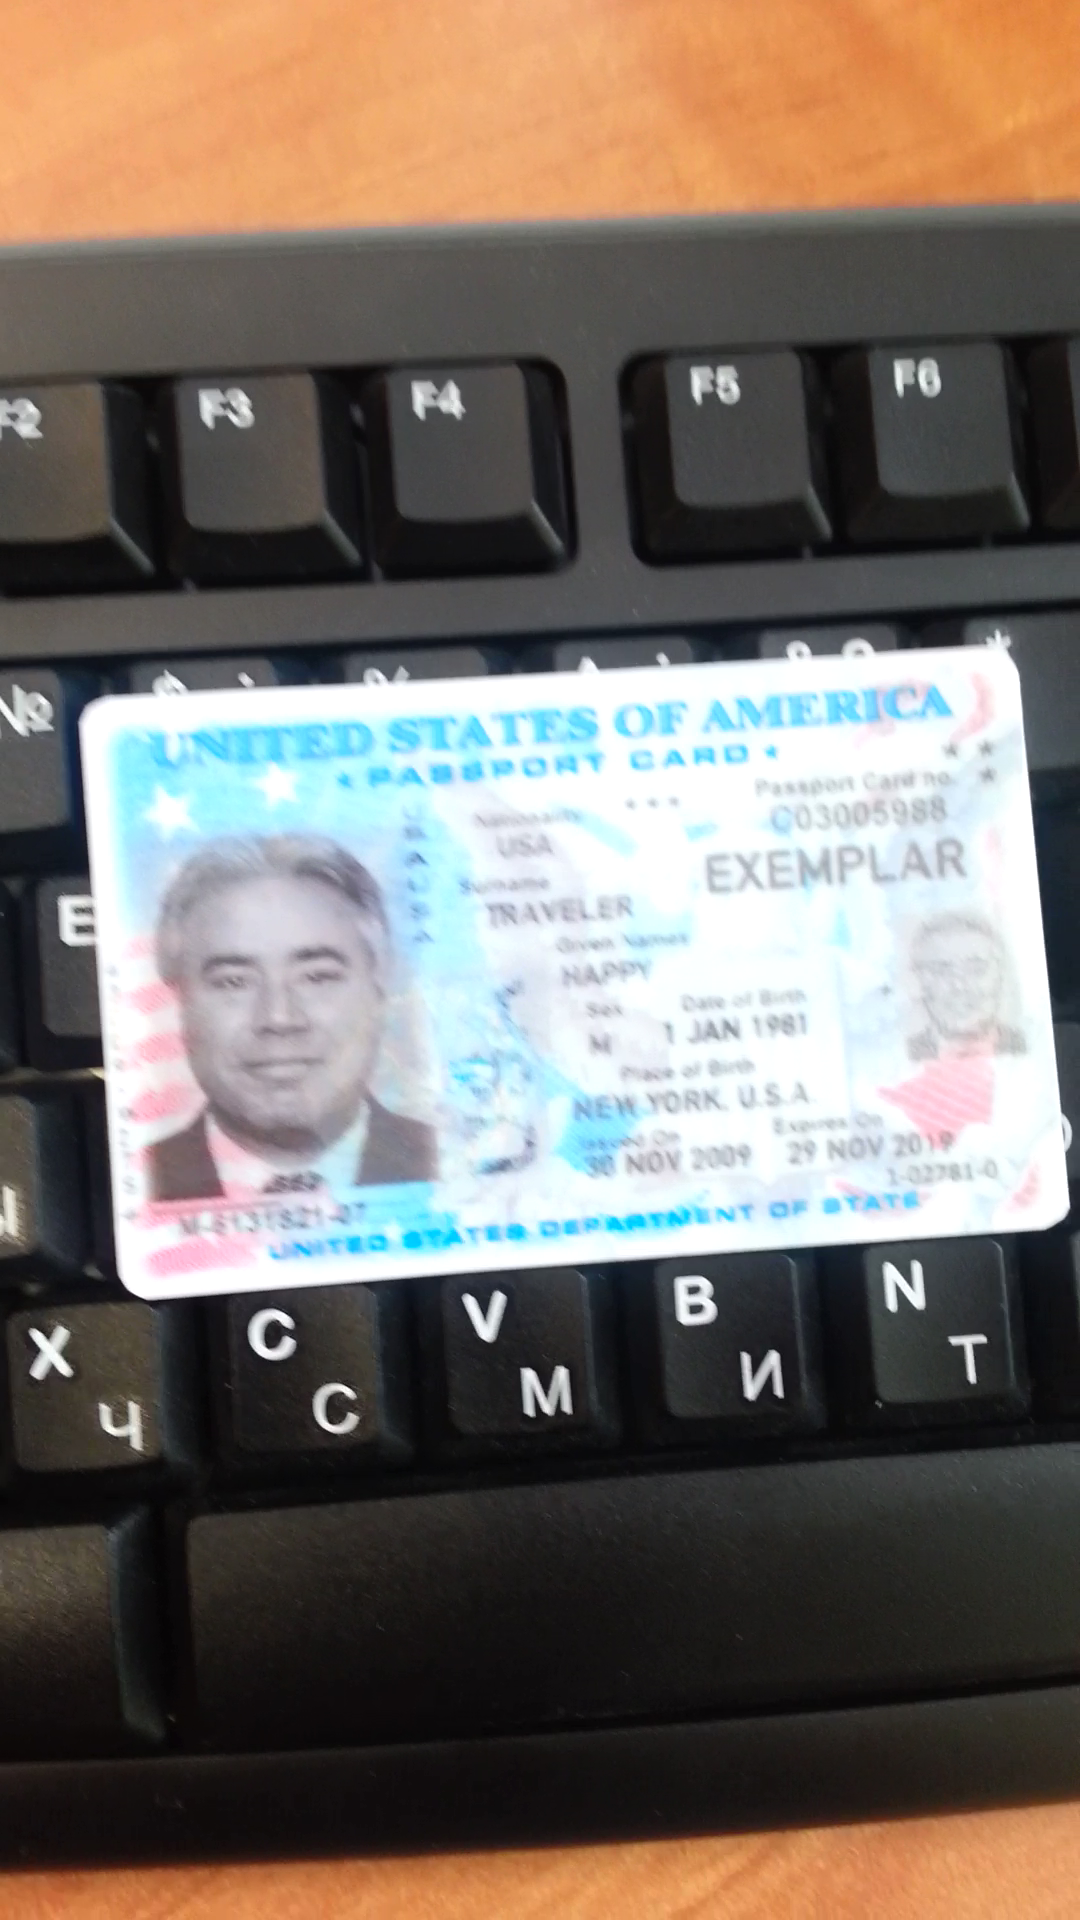 F2 F3 F4 F5 F6
№
E
UNITED STATES OF AMERICA
PASSPORT CARD
Nationality
USA
Passport Card no.
C03005988
EXEMPLAR
Surname
TRAVELER
Given Names
HAPPY
Sex Date of Birth
M 1 JAN 1981
Place of Birth
NEW YORK, U.S.A.
Issued On Expires On
30 NOV 2009 29 NOV 2019
1-02781-0
UNITED STATES DEPARTMENT OF STATE
X C V B N
Ч С М И Т